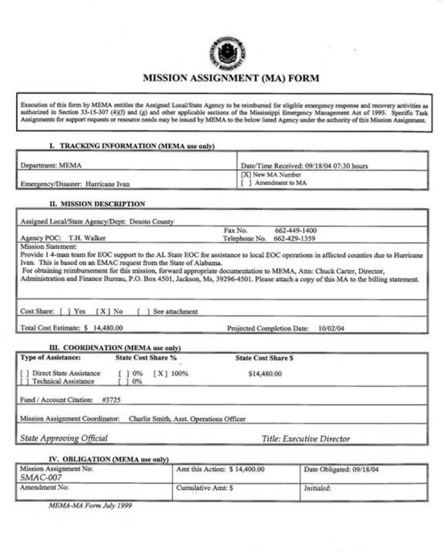 MISSION ASSIGNMENT (MA) FORM
Execution of this form by MEMA entitles the Assigned Local/State Agency to be reimbursed for eligible emergency response and recovery activities as
authorized in Section 33-15-307 (4)(f) and (g) and other applicable sections of the Mississippi Emergency Management Act of 1995. Specific Task
Assignments for support requests or resource needs may be issued by MEMA to the below listed Agency under the authority of this Mission Assignment.
I. TRACKING INFORMATION (MEMA use only)
Department: MEMA Date/Time Received: 09/18/04 07:30 hours
[X] New MA Number
Emergency/Disaster: Hurricane Ivan [ ] Amendment to MA
II. MISSION DESCRIPTION
Assigned Local/State Agency/Dept: Desoto County
Fax No. 662-449-1400
Agency POC: T.H. Walker Telephone No. 662-429-1359
Mission Statement:
Provide 1 4-man team for EOC support to the AL State EOC for assistance to local EOC operations in affected counties due to Hurricane
Ivan. This is based on an EMAC request from the State of Alabama.
For obtaining reimbursement for this mission, forward appropriate documentation to MEMA, Attn: Chuck Carter, Director,
Administration and Finance Bureau, P.O. Box 4501, Jackson, Ms, 39296-4501. Please attach a copy of this MA to the billing statement.
Cost Share: [ ] Yes [X] No [ ] See attachment
Total Cost Estimate: $ 14,480.00 Projected Completion Date: 10/02/04
III. COORDINATION (MEMA use only)
Type of Assistance: State Cost Share % State Cost Share $
[ ] Direct State Assistance [ ] 0% [X] 100% $14,480.00
[ ] Technical Assistance [ ] 0%
Fund / Account Citation: #3725
Mission Assignment Coordinator: Charlie Smith, Asst. Operations Officer
State Approving Official Title: Executive Director
IV. OBLIGATION (MEMA use only)
Mission Assignment No: Amt this Action: $ 14,400.00 Date Obligated: 09/18/04
SMAC-007
Amendment No: Cumulative Amt: $ Initialed:
MEMA-MA Form July 1999